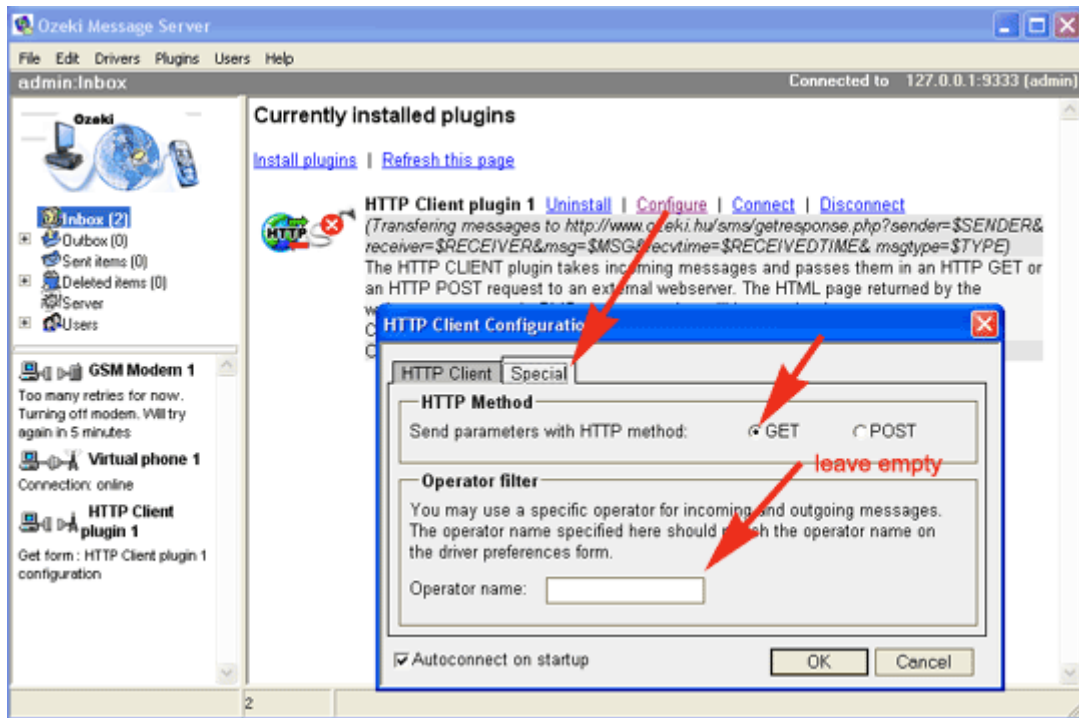 Ozeki Message Server
File Edit Drivers Plugins Users Help
admin:Inbox
Connected to 127.0.0.1:9333 (admin)
Ozeki
Inbox (2)
Outbox (0)
Sent items (0)
Deleted items (0)
Server
Users
GSM Modem 1
Too many retries for now.
Turning off modem. Will try
again in 5 minutes
Virtual phone 1
Connection: online
HTTP Client
plugin 1
Get form : HTTP Client plugin 1
configuration
Currently installed plugins
Install plugins | Refresh this page
HTTP
HTTP Client plugin 1 Uninstall | Configure | Connect | Disconnect
(Transfering messages to http://www.ozeki.hu/sms/getresponse.php?sender=$SENDER&
receiver=$RECEIVER&msg=$MSG&recvtime=$RECEIVEDTIME& msgtype=$TYPE)
The HTTP CLIENT plugin takes incoming messages and passes them in an HTTP GET or
an HTTP POST request to an external webserver. The HTML page returned by the
HTTP Client Configuration
HTTP Client Special
HTTP Method
Send parameters with HTTP method: GET POST
leave empty
Operator filter
You may use a specific operator for incoming and outgoing messages.
The operator name specified here should match the operator name on
the driver preferences form.
Operator name:
Autoconnect on startup
OK Cancel
2